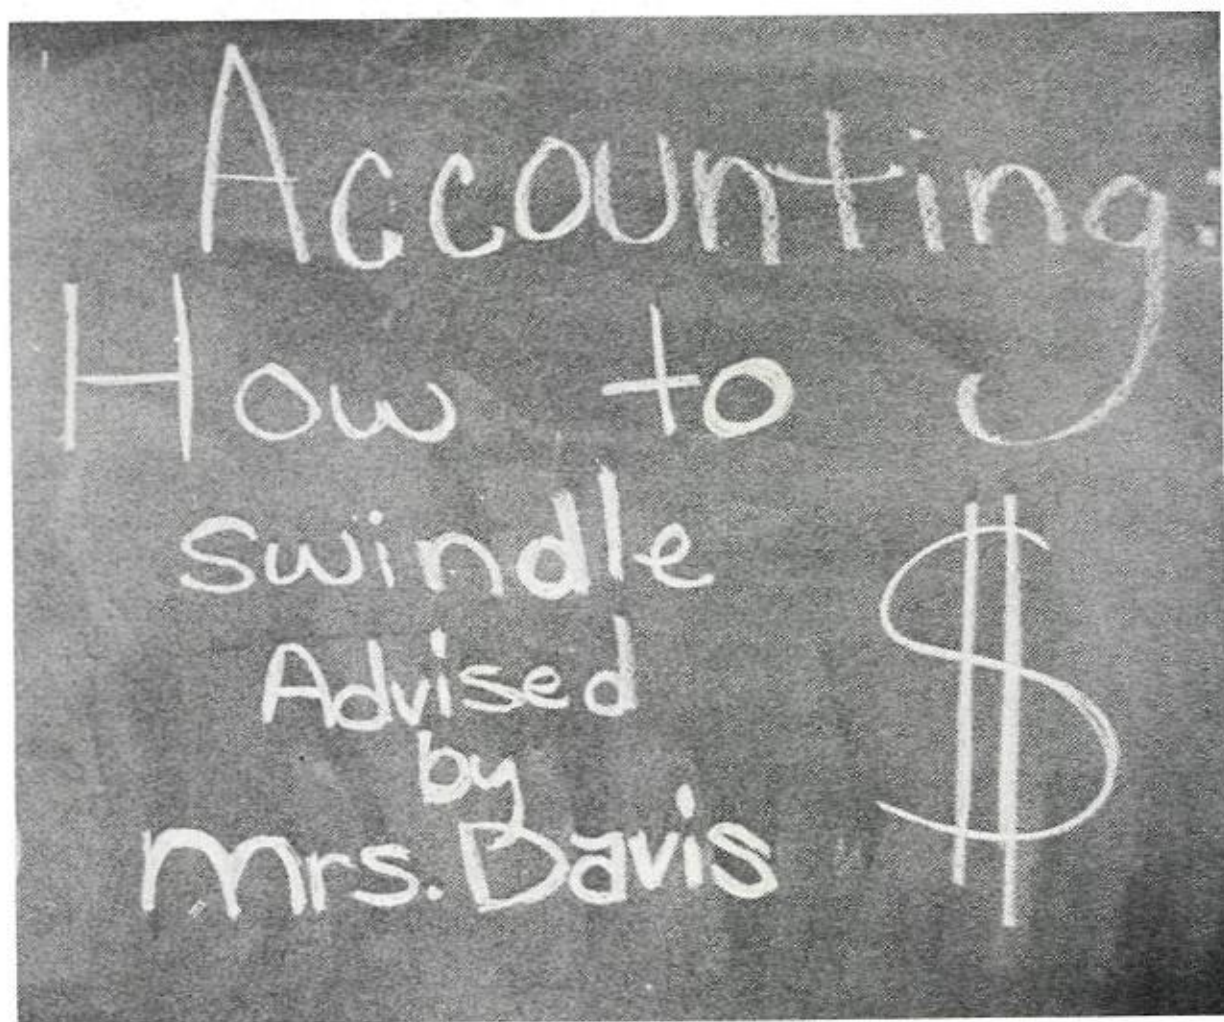 Accounting:
How to
swindle
Advised
by
Mrs. Davis
$